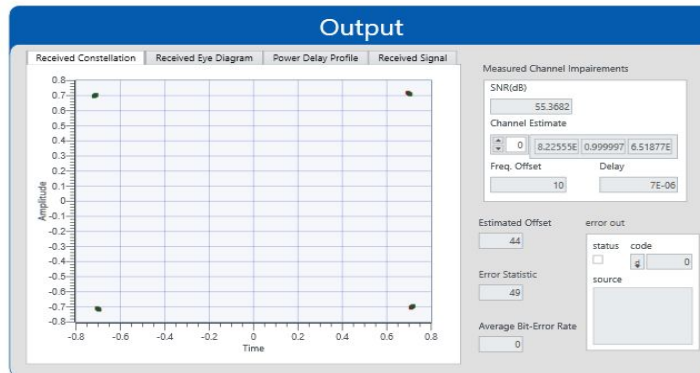 Output
Received Constellation
Received Eye Diagram
Power Delay Profile
Received Signal
0.8
0.7
0.6
0.5
0.4
0.3
0.2
0.1
0
-0.1
-0.2
-0.3
-0.4
-0.5
-0.6
-0.7
-0.8
Amplitude
-0.8 -0.6 -0.4 -0.2 0 0.2 0.4 0.6 0.8
Time
Measured Channel Impairements
SNR(dB)
55.3682
Channel Estimate
0 8.22555E 0.999997 6.51877E
Freq. Offset Delay
10 7E-06
Estimated Offset
44
Error Statistic
49
Average Bit-Error Rate
0
error out
status code
d 0
source